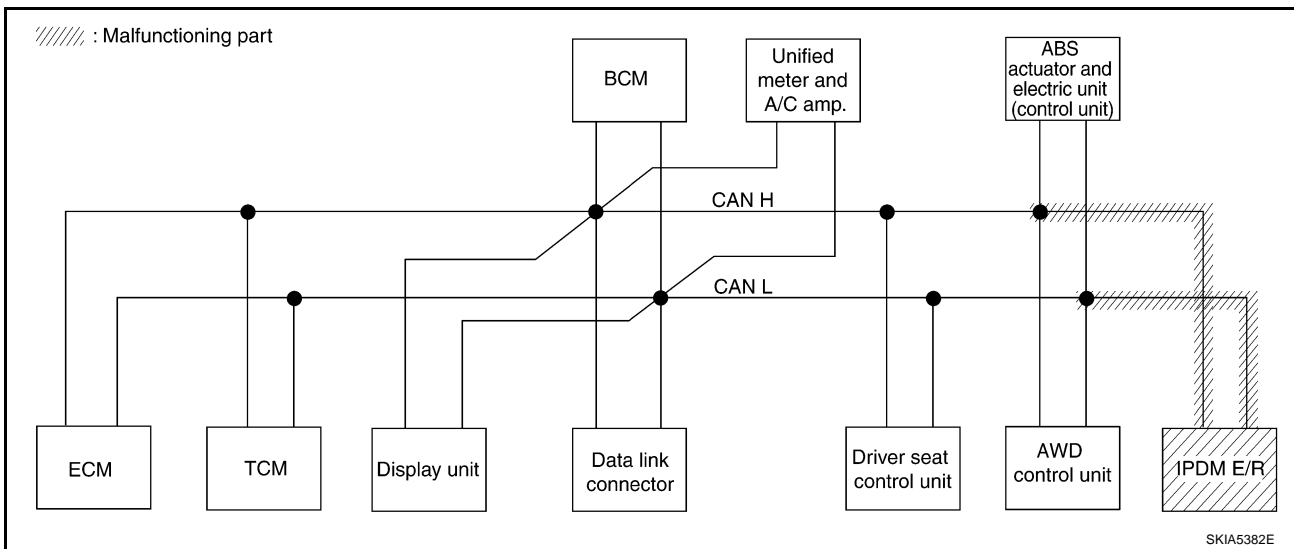 : Malfunctioning part
BCM
Unified
meter and
A/C amp.
ABS
actuator and
electric unit
(control unit)
CAN H
CAN L
ECM
TCM
Display unit
Data link
connector
Driver seat
control unit
AWD
control unit
IPDM E/R
SKIA5382E